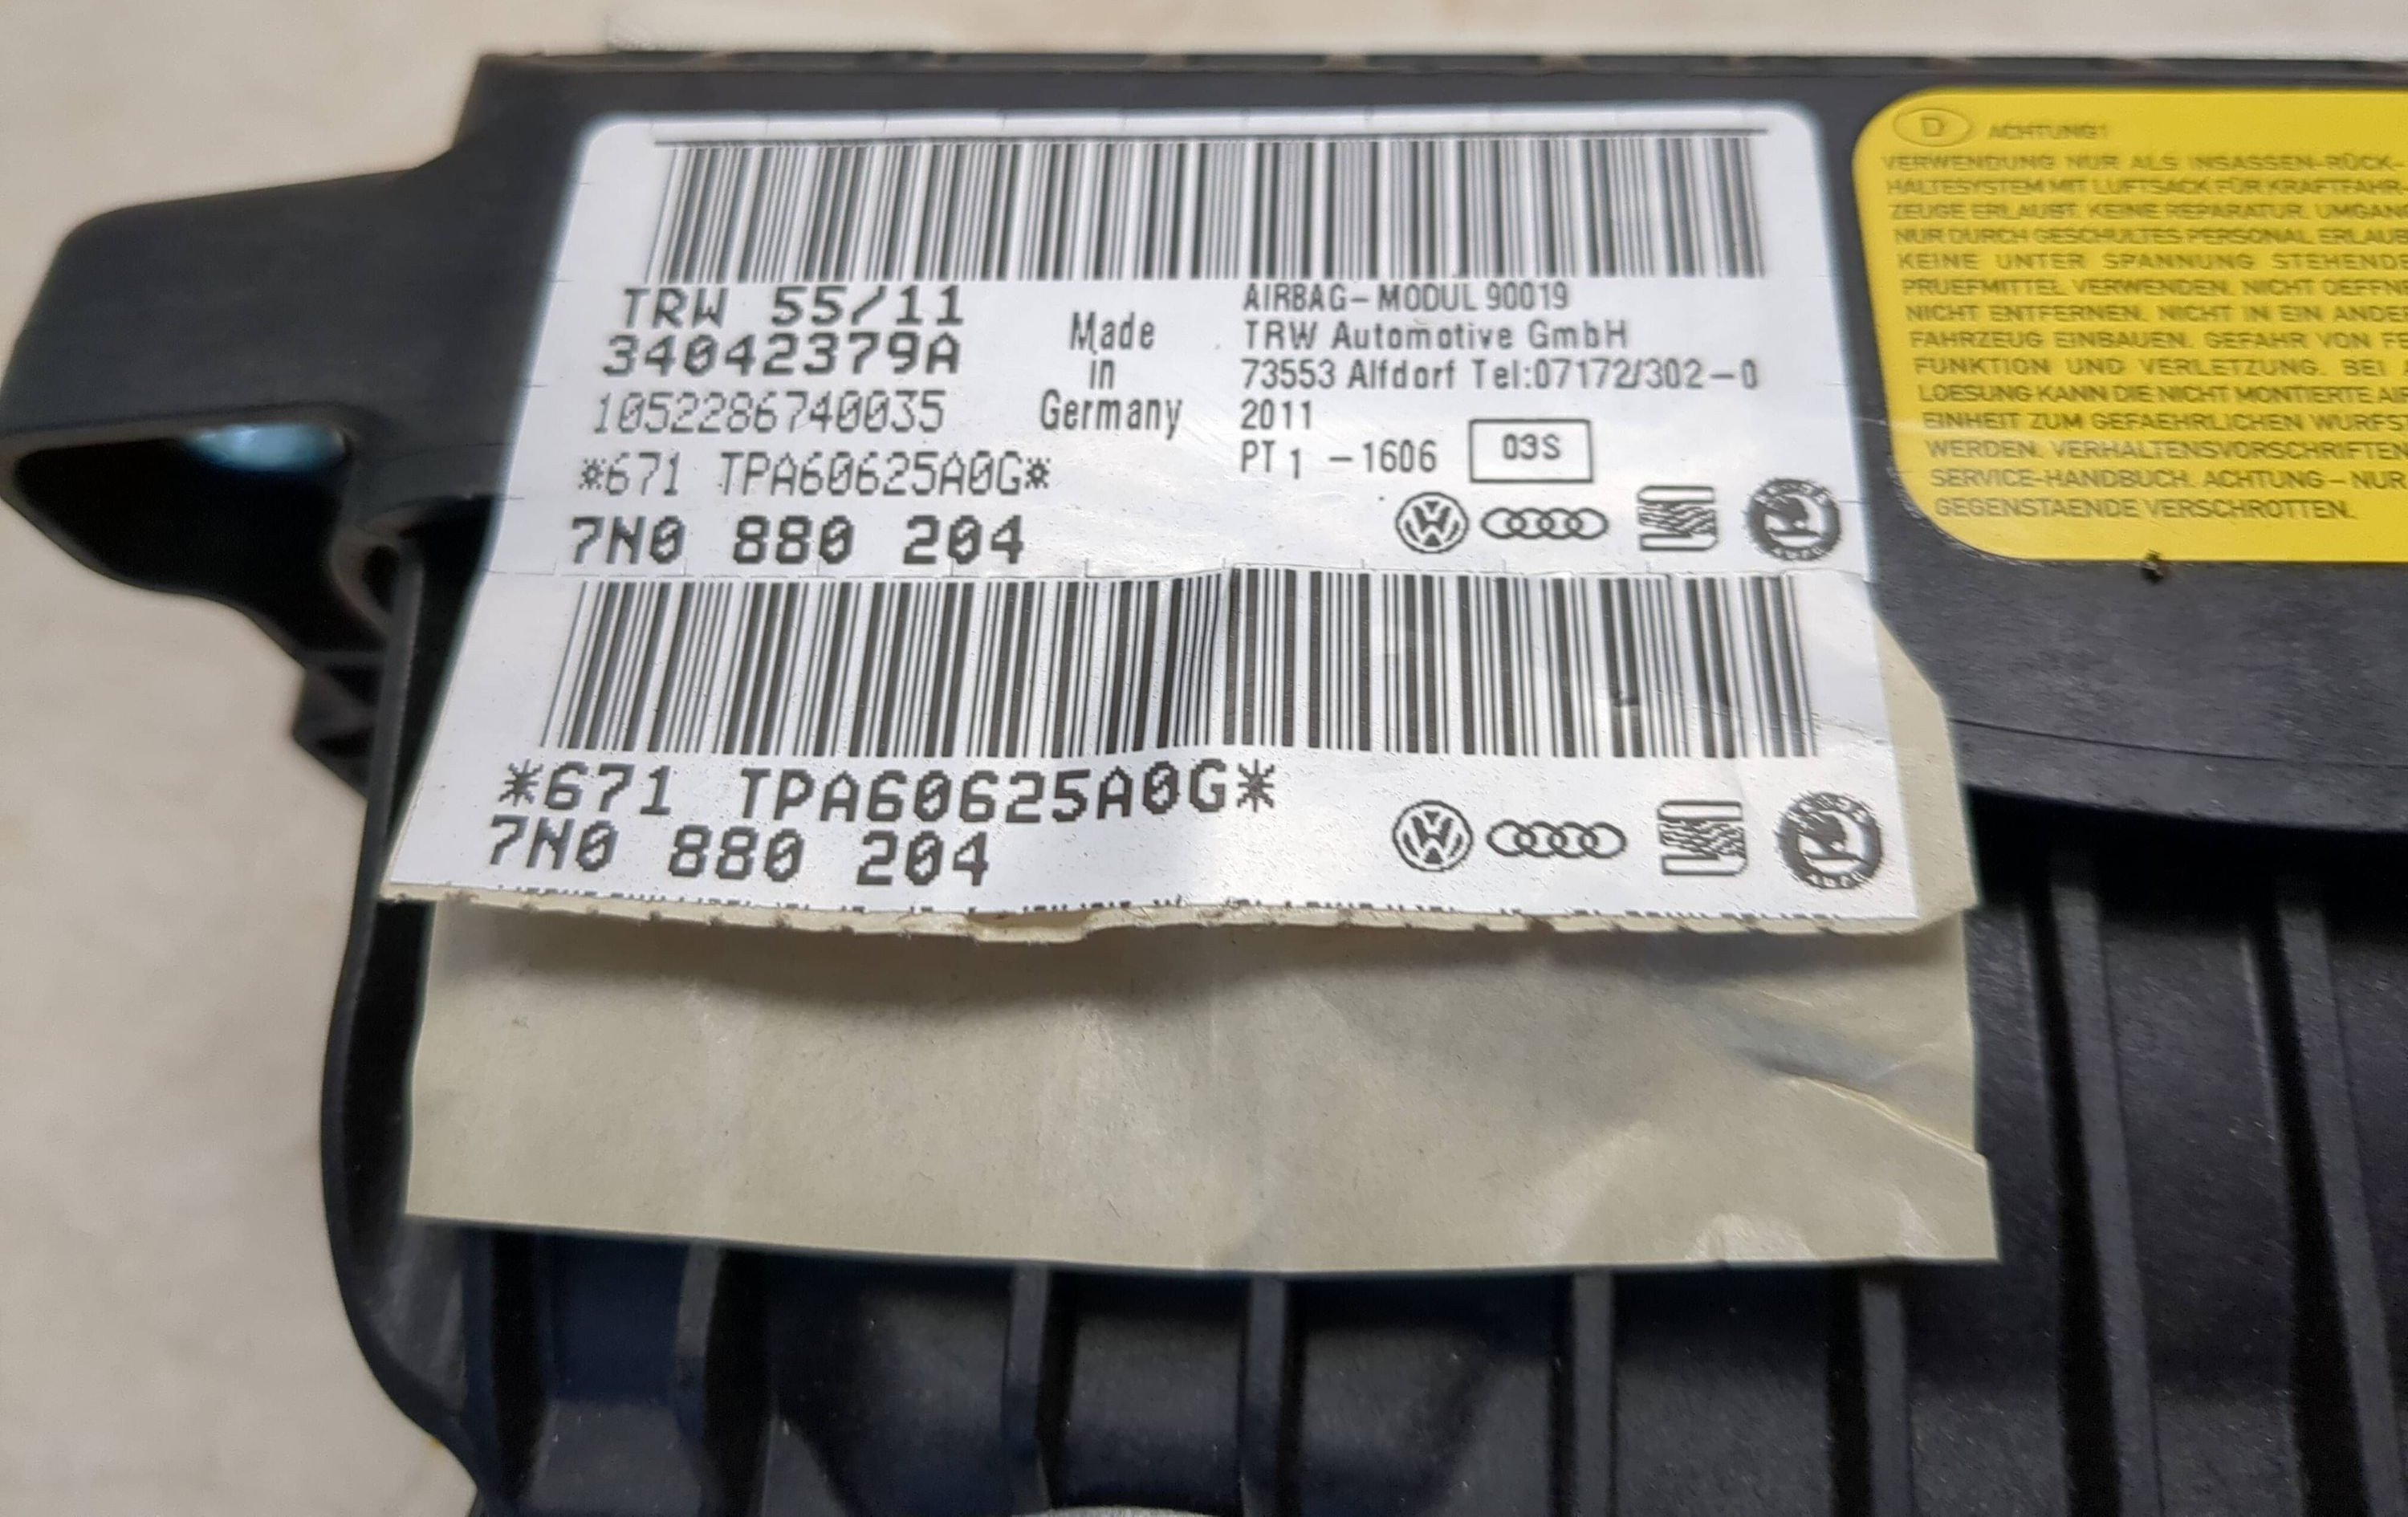 TRW 55/11
34042379A
1052286740035
*671 TPA60625A0G*
7N0 880 204
Made
in
Germany
AIRBAG-MODUL 90019
TRW Automotive GmbH
73553 Alfdorf Tel:07172/302-0
2011
PT 1 -1606 03S
*671 TPA60625A0G*
7N0 880 204
D ACHTUNG!
VERWENDUNG NUR ALS INSASSEN-RÜCK-
HALTESYSTEM MIT LUFTSACK FÜR KRAFTFAHR
ZEUGE ERLAUBT. KEINE REPARATUR. UMGAN
NUR DURCH GESCHULTES PERSONAL ERLAUB
KEINE UNTER SPANNUNG STEHENDE
PRUEFMITTEL VERWENDEN. NICHT OEFFNE
NICHT ENTFERNEN. NICHT IN EIN ANDE
FAHRZEUG EINBAUEN. GEFAHR VON FE
FUNKTION UND VERLETZUNG. BEI
LOESUNG KANN DIE NICHT MONTIERTE AI
EINHEIT ZUM GEFAEHRLICHEN WURFS
WERDEN. VERHALTENSVORSCHRIFTEN
SERVICE-HANDBUCH. ACHTUNG - NUR
GEGENSTAENDE VERSCHROTTEN.